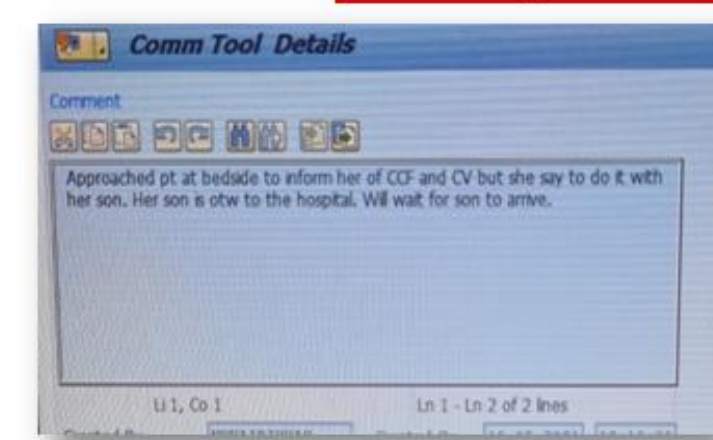 Comm Tool Details
Comment
Approached pt at bedside to inform her of CCF and CV but she say to do it with
her son. Her son is otw to the hospital. Will wait for son to arrive.
Li 1, Co 1 Ln 1 - Ln 2 of 2 lines